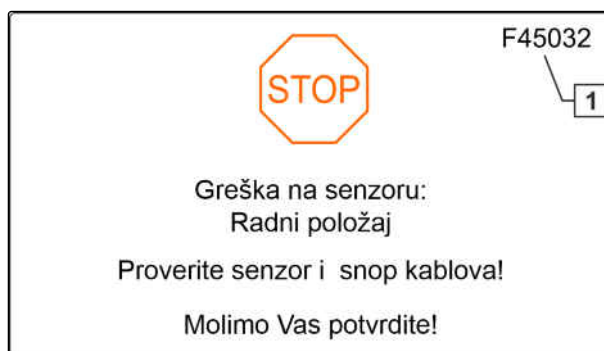 F45032
STOP
1
Greška na senzoru:
Radni položaj
Proverite senzor i snop kablova!
Molimo Vas potvrdite!